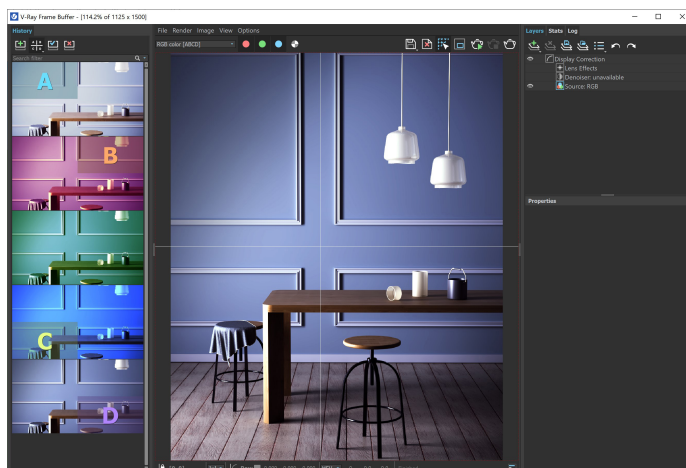 V-Ray Frame Buffer - [114.2% of 1125 x 1500]
History
File Render Image View Options
Layers Stats Log
RGB color [ABCD]
Search filter
Display Correction
Lens Effects
Denoiser: unavailable
Source: RGB
A
B
Properties
C
D